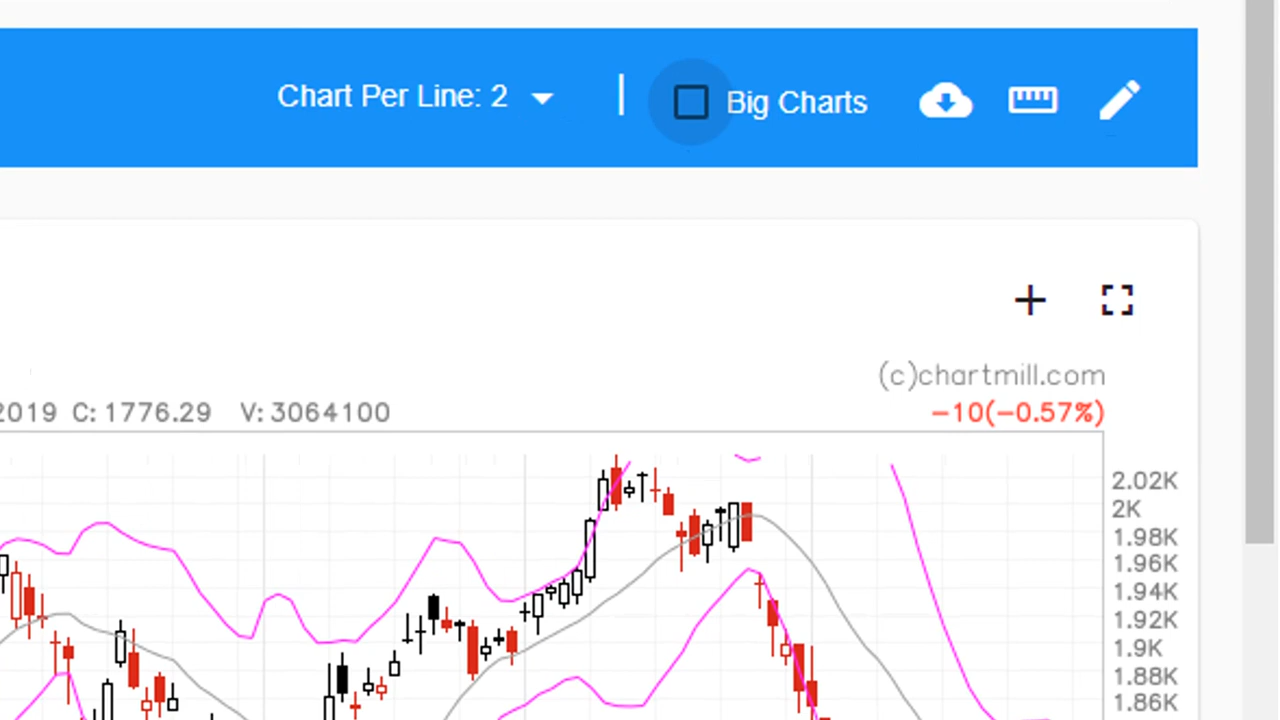 Chart Per Line: 2 | Big Charts
(c)chartmill.com
2019 C: 1776.29 V: 3064100 −10(−0.57%)
2.02K
2K
1.98K
1.96K
1.94K
1.92K
1.9K
1.88K
1.86K